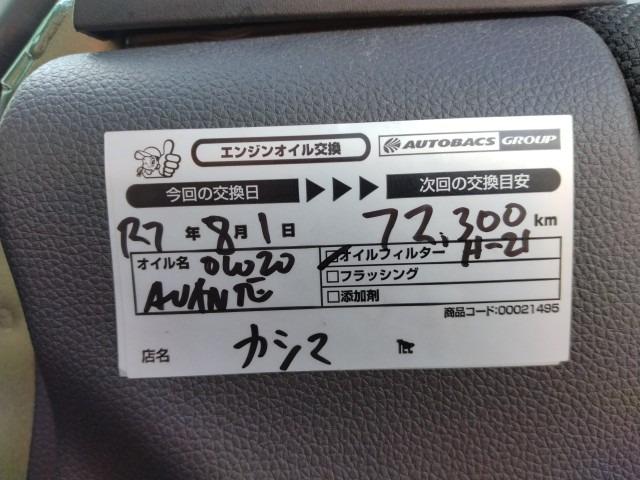 エンジンオイル交換 AUTOBACS GROUP
今回の交換日 次回の交換目安
R7年8月1日 72,300 km
オイル名 0W20 □オイルフィルター H-21
AVANTE □フラッシング
□添加剤
商品コード:00021495
店名 カシマ